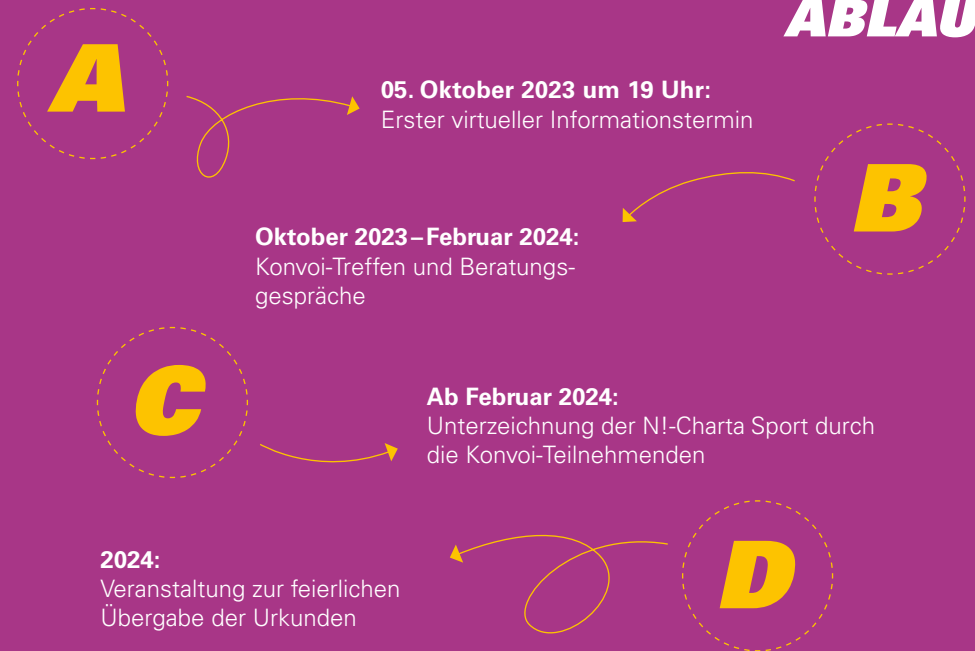 ABLAU
A
05. Oktober 2023 um 19 Uhr:
Erster virtueller Informationstermin
B
Oktober 2023–Februar 2024:
Konvoi-Treffen und Beratungs-
gespräche
C
Ab Februar 2024:
Unterzeichnung der N!-Charta Sport durch
die Konvoi-Teilnehmenden
D
2024:
Veranstaltung zur feierlichen
Übergabe der Urkunden